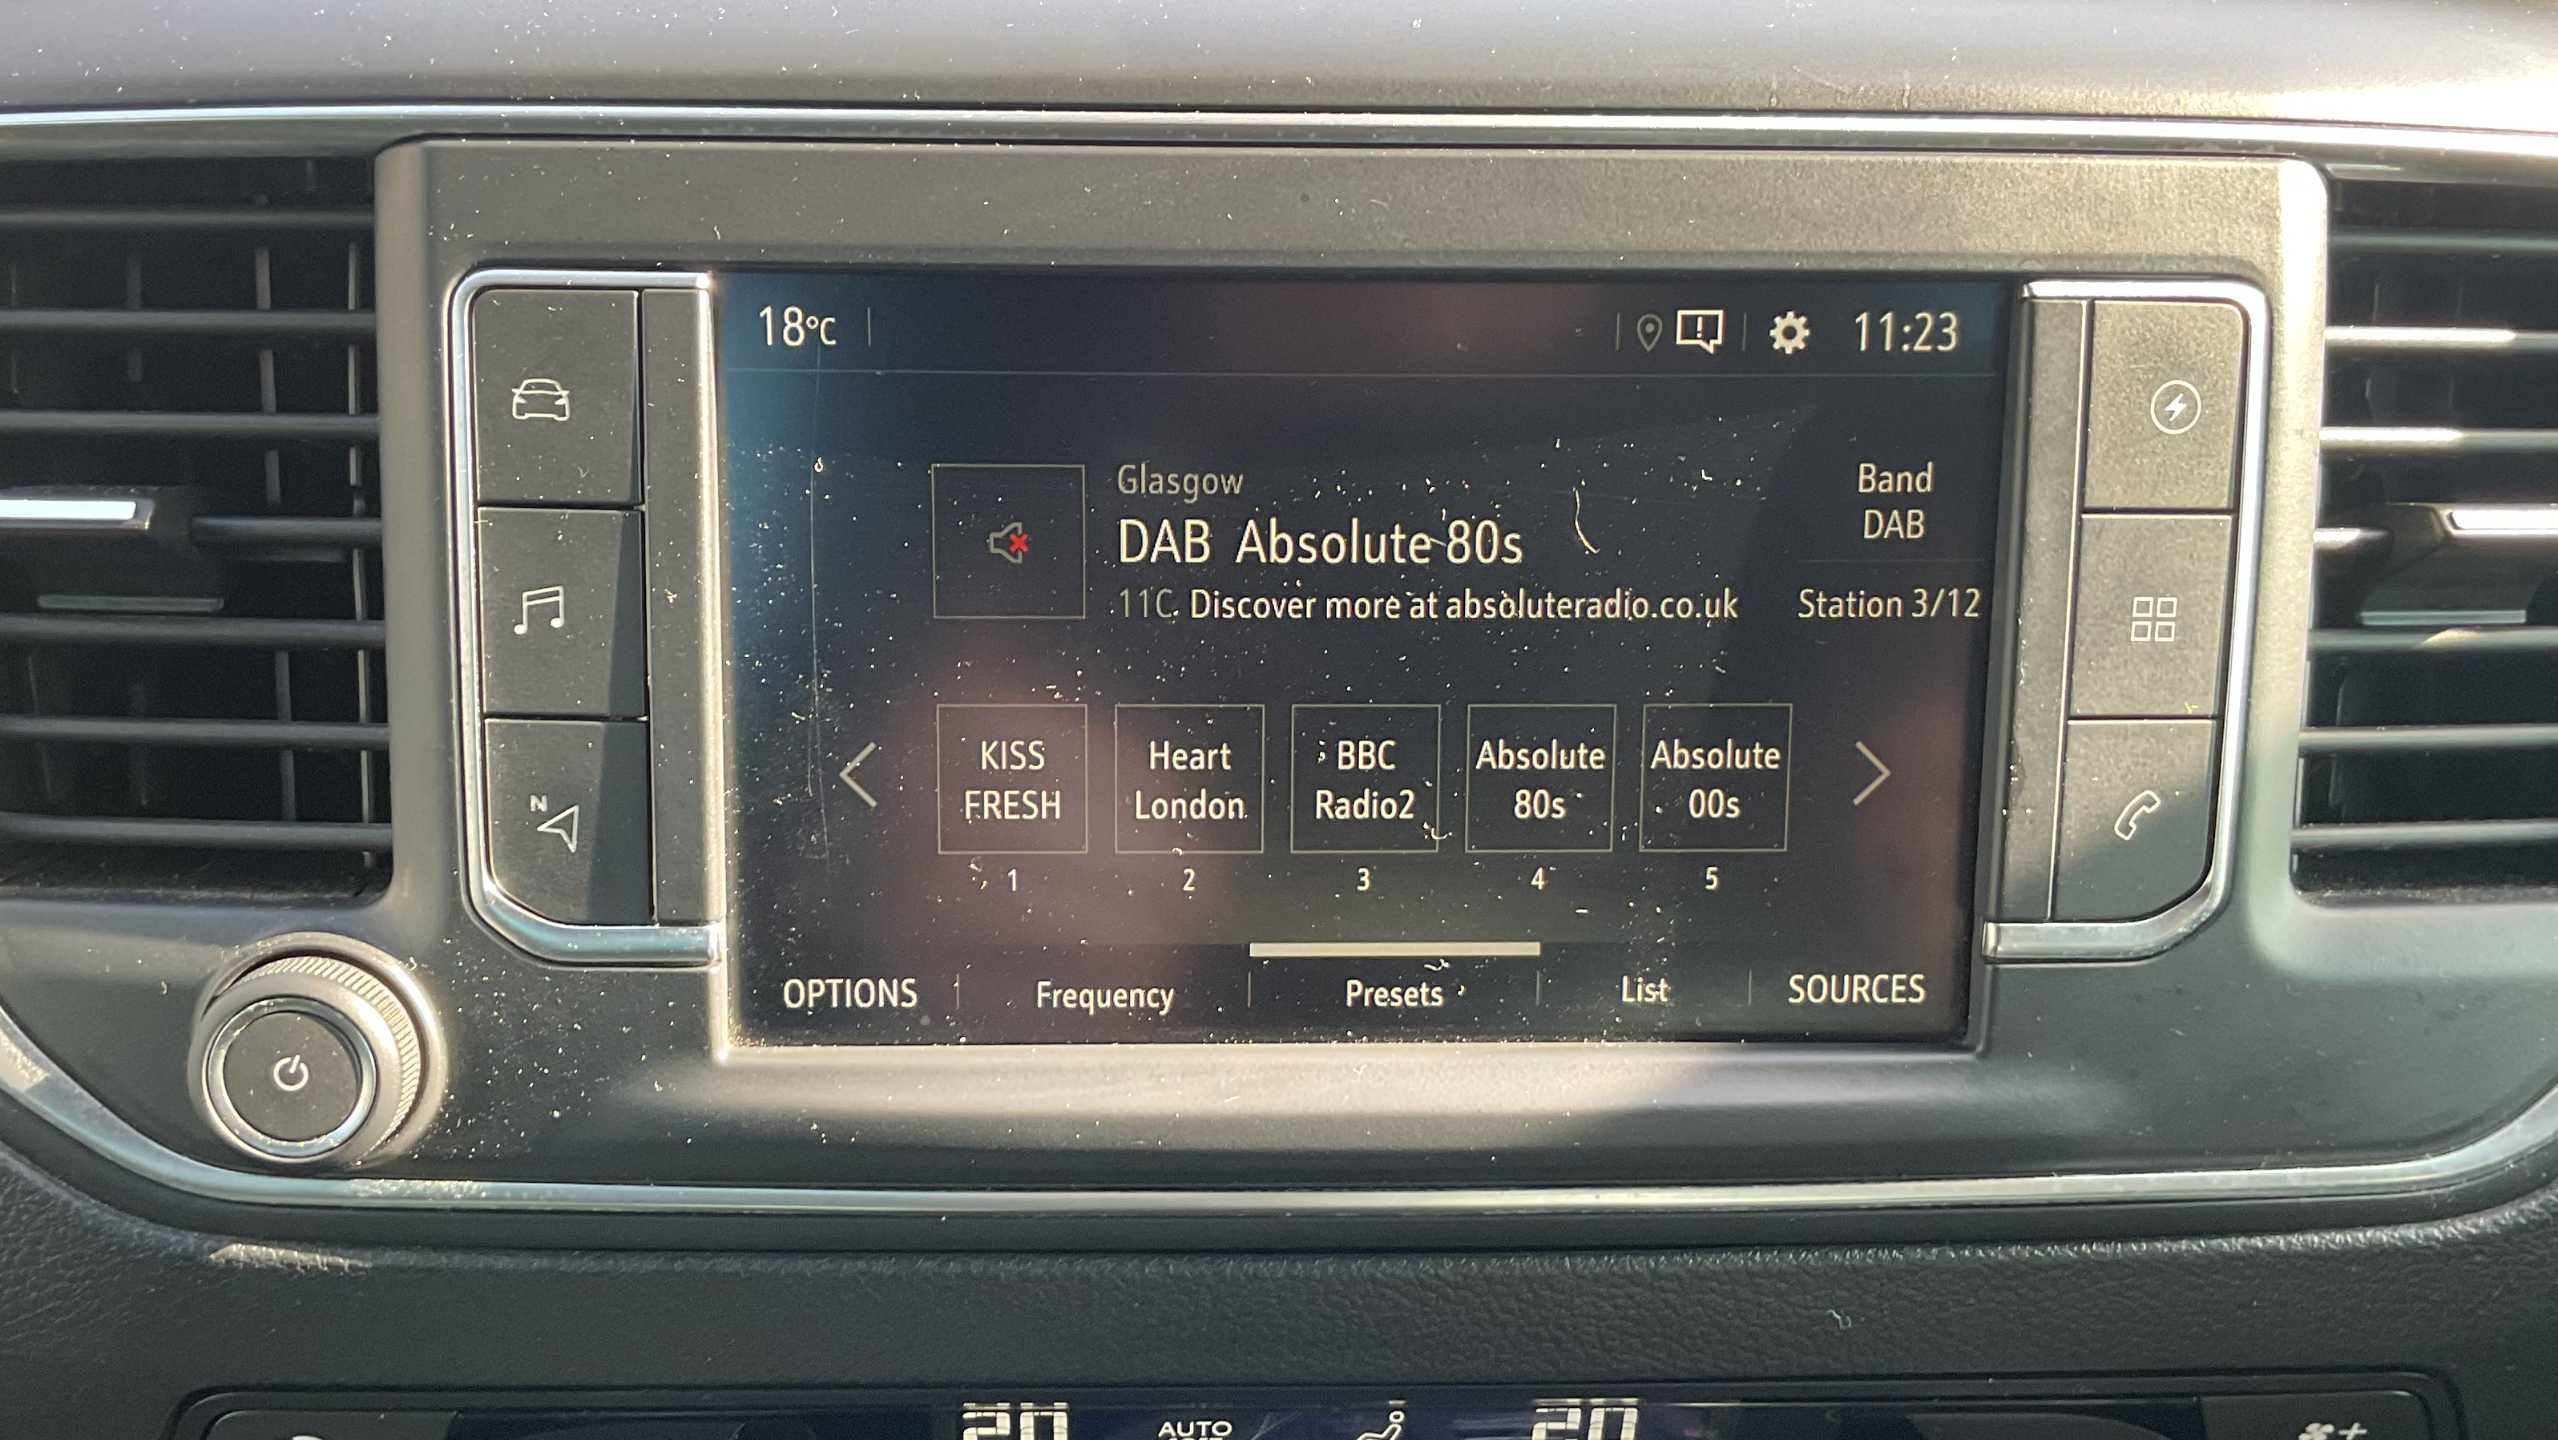 18°C
11:23
Glasgow
DAB Absolute 80s
11C Discover more at absoluteradio.co.uk
Band
DAB
Station 3/12
KISS
FRESH
Heart
London
BBC
Radio2
Absolute
80s
Absolute
00s
1 2 3 4 5
OPTIONS Frequency Presets List SOURCES
N
20 AUTO 20
+